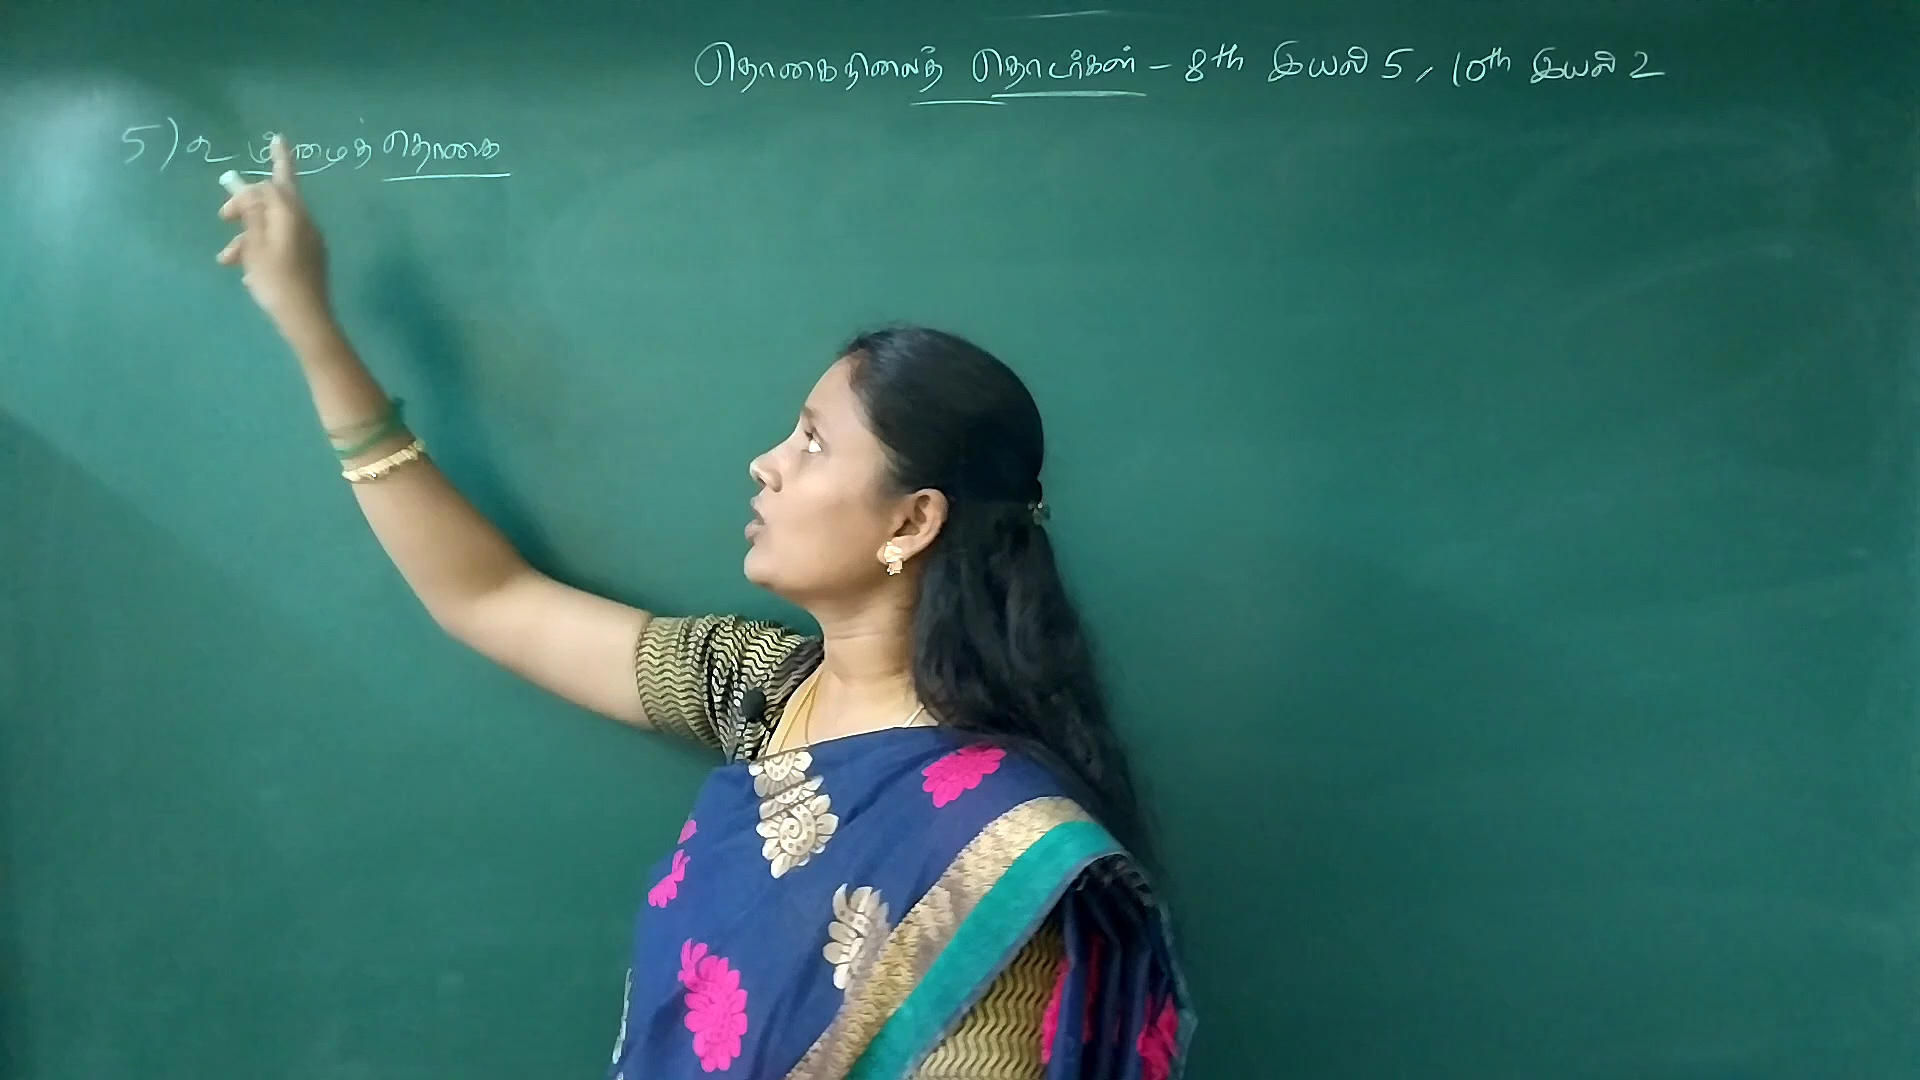 தொகைநிலைத் தொடர்கள் - 8th இயல் 5, 10th இயல் 2
5) உம்மைத் தொகை